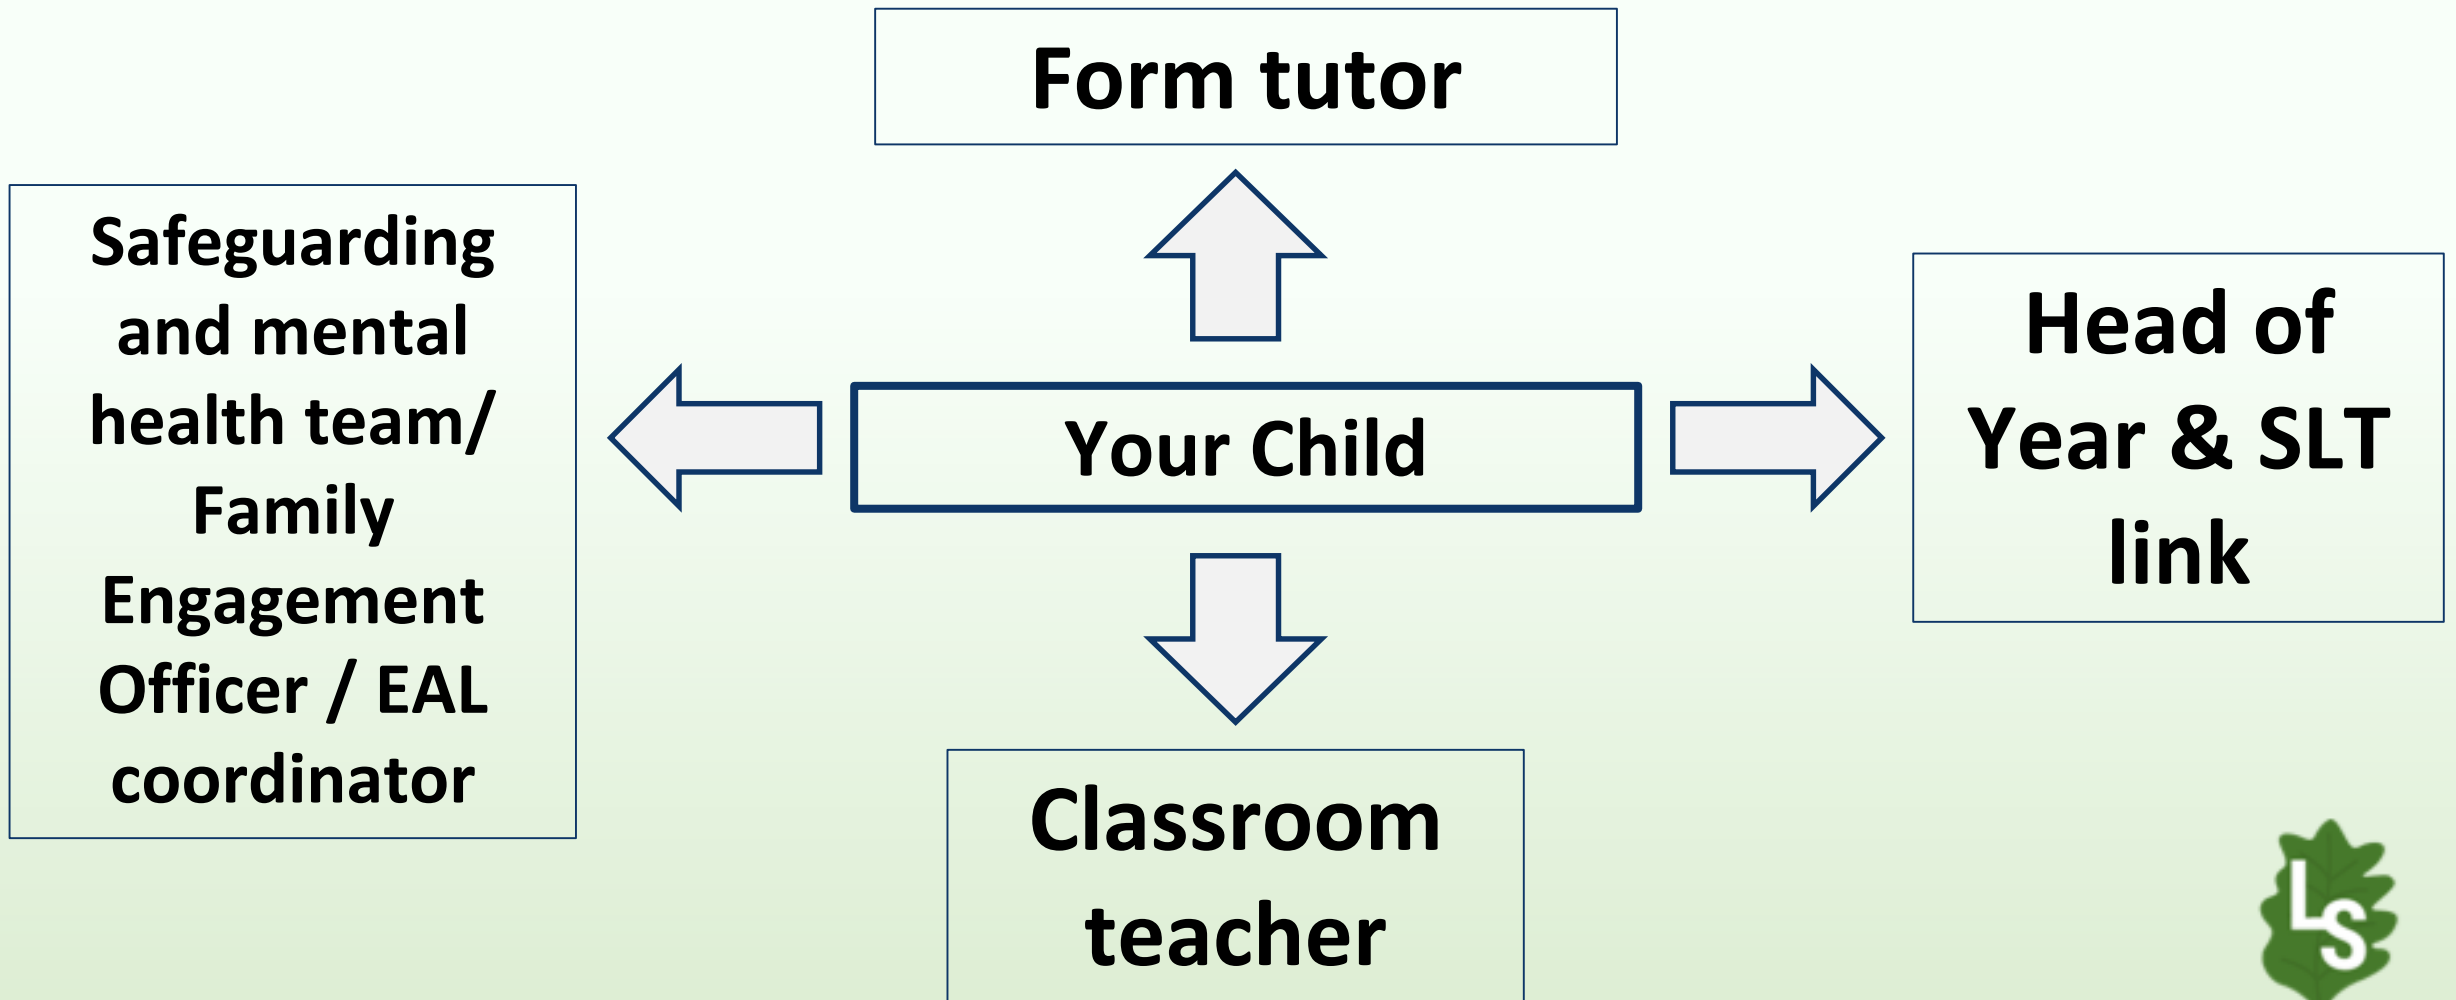 Form tutor
Safeguarding
and mental
health team/
Family
Engagement
Officer / EAL
coordinator
Your Child
Head of
Year & SLT
link
Classroom
teacher
LS